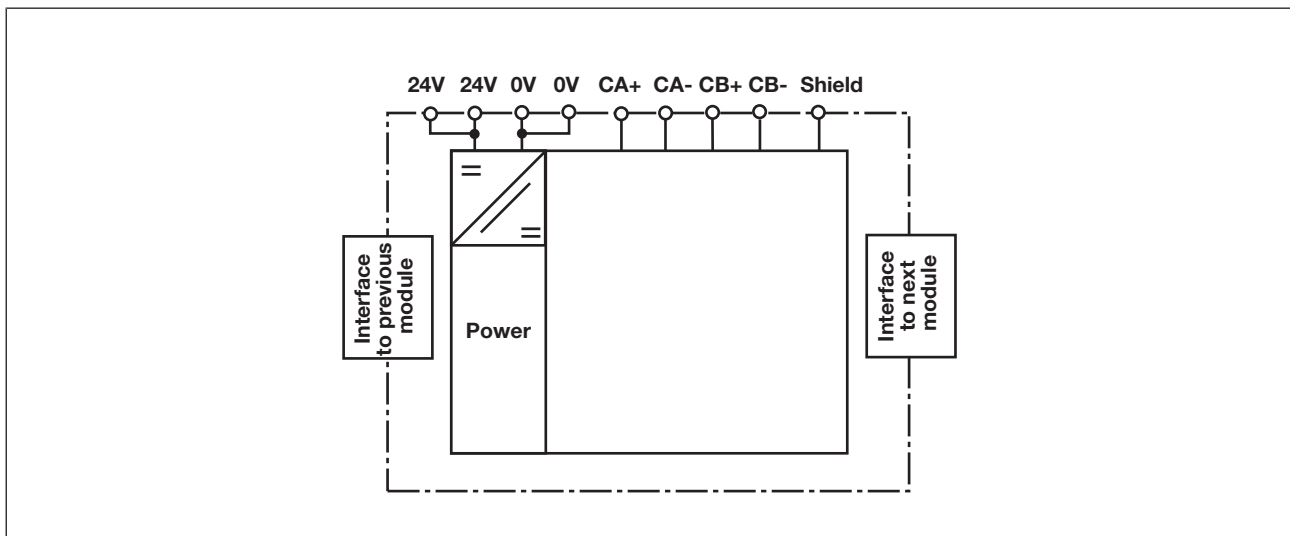 24V 24V 0V 0V CA+ CA- CB+ CB- Shield
Interface
to previous
module
Power
Interface
to next
module